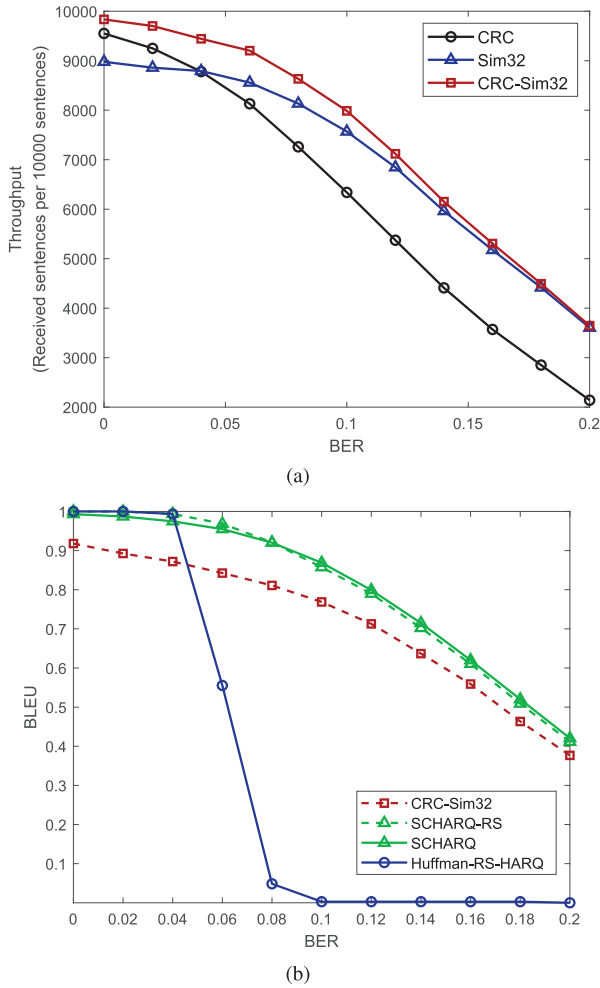 10000
9000
8000
7000
6000
5000
4000
3000
2000
Throughput
(Received sentences per 10000 sentences)
CRC
Sim32
CRC-Sim32
0
0.05
0.1
0.15
0.2
BER
(a)
1
0.9
0.8
0.7
0.6
0.5
0.4
0.3
0.2
0.1
BLEU
CRC-Sim32
SCHARQ-RS
SCHARQ
Huffman-RS-HARQ
0
0.02
0.04
0.06
0.08
0.1
0.12
0.14
0.16
0.18
0.2
BER
(b)